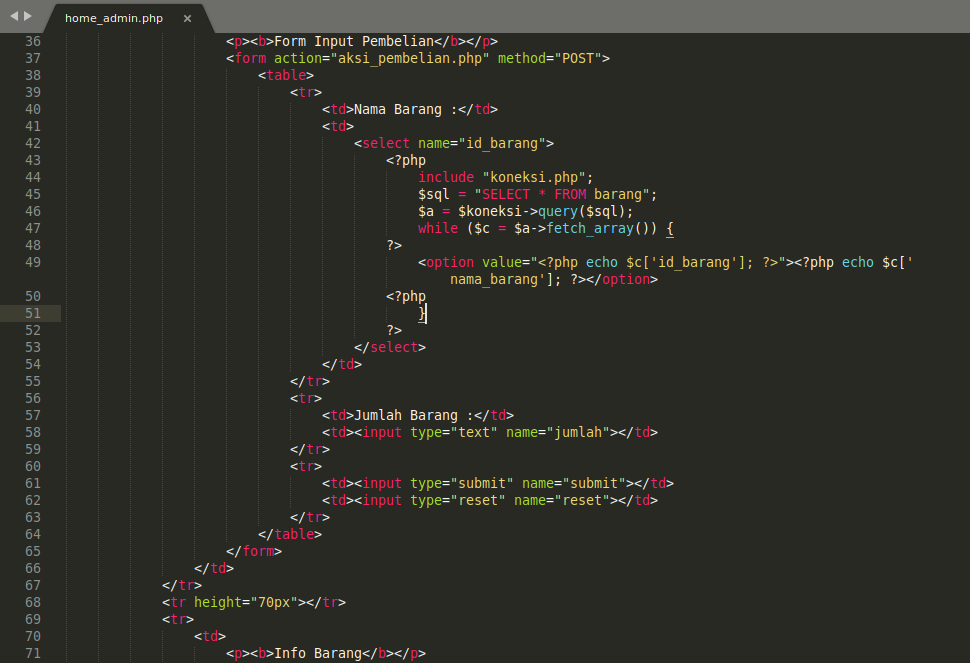 home_admin.php ×
36 <p><b>Form Input Pembelian</b></p>
37 <form action="aksi_pembelian.php" method="POST">
38 <table>
39 <tr>
40 <td>Nama Barang :</td>
41 <td>
42 <select name="id_barang">
43 <?php
44 include "koneksi.php";
45 $sql = "SELECT * FROM barang";
46 $a = $koneksi->query($sql);
47 while ($c = $a->fetch_array()) {
48 ?>
49 <option value="<?php echo $c['id_barang']; ?>"><?php echo $c['
nama_barang']; ?></option>
50 <?php
51 }
52 ?>
53 </select>
54 </td>
55 </tr>
56 <tr>
57 <td>Jumlah Barang :</td>
58 <td><input type="text" name="jumlah"></td>
59 </tr>
60 <tr>
61 <td><input type="submit" name="submit"></td>
62 <td><input type="reset" name="reset"></td>
63 </tr>
64 </table>
65 </form>
66 </td>
67 </tr>
68 <tr height="70px"></tr>
69 <tr>
70 <td>
71 <p><b>Info Barang</b></p>